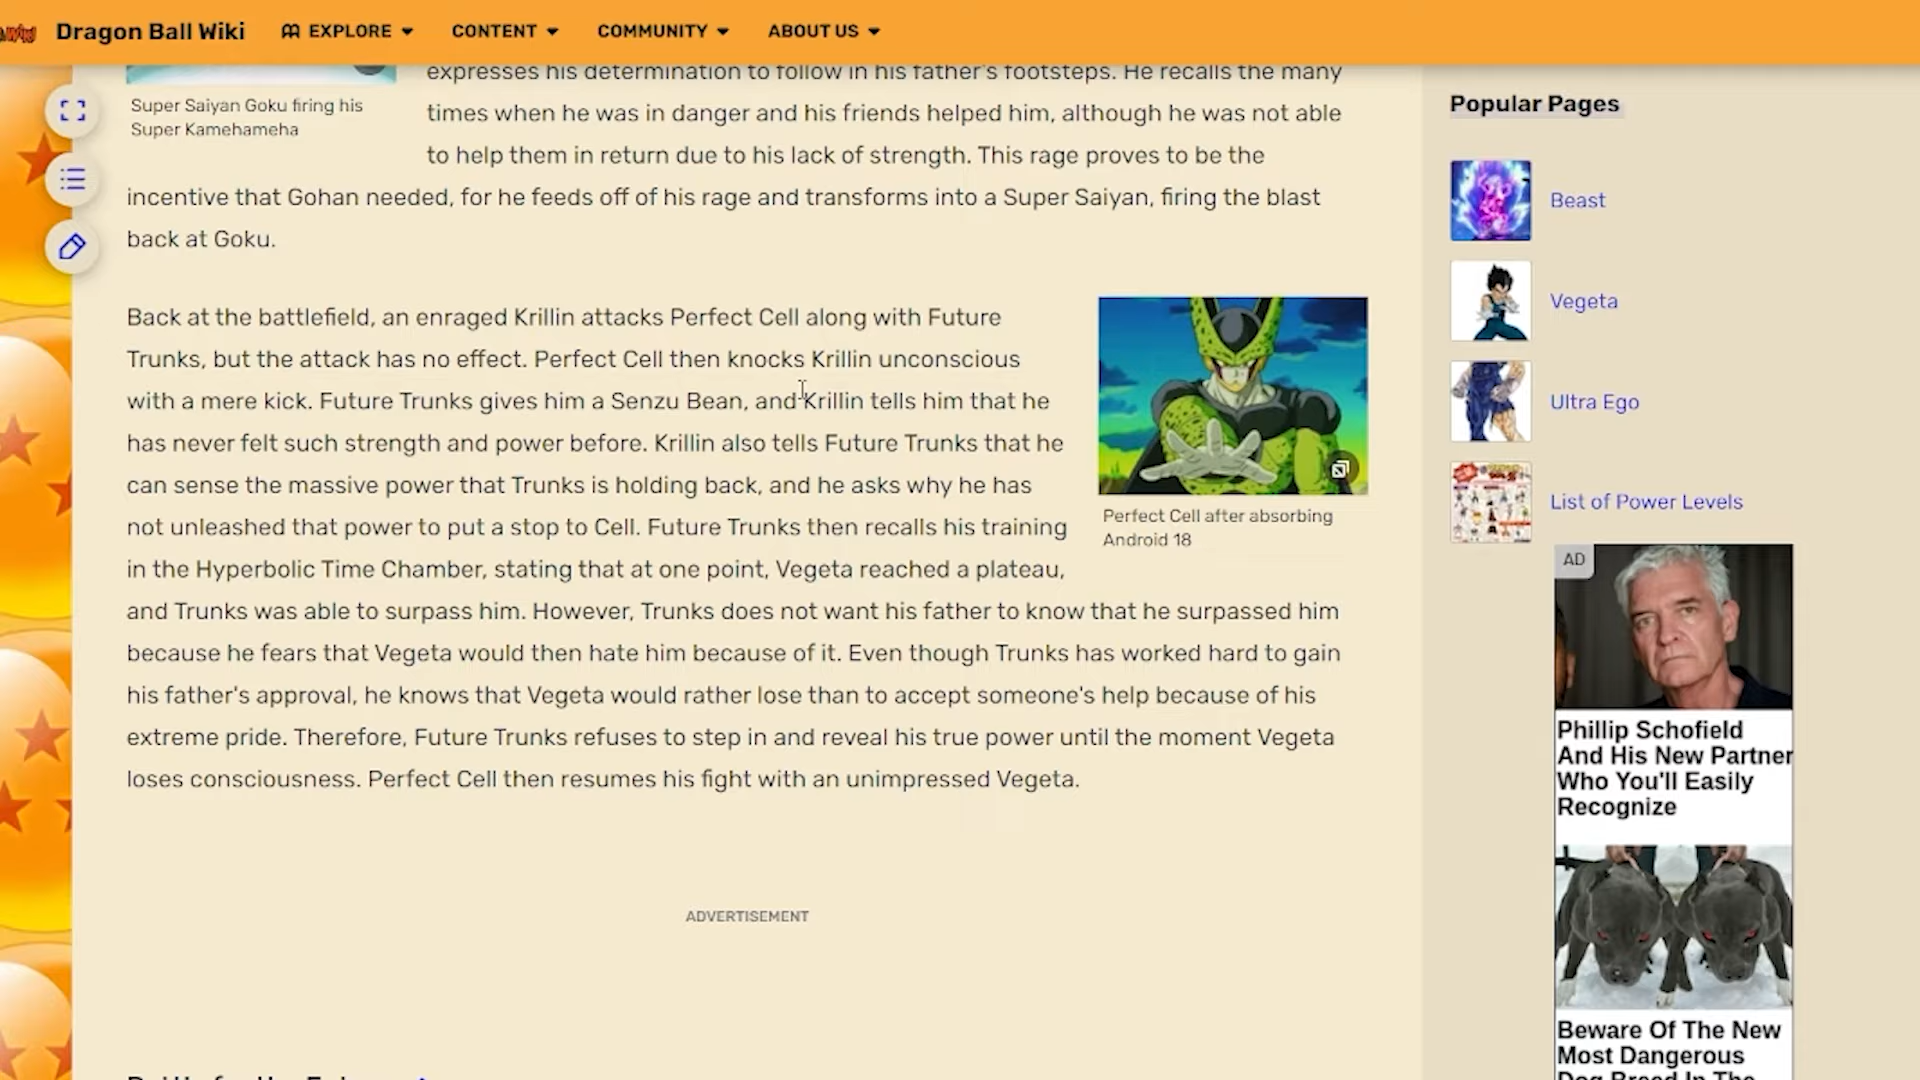 Dragon Ball Wiki
EXPLORE
CONTENT
COMMUNITY
ABOUT US
Super Saiyan Goku firing his
Super Kamehameha
expresses his determination to follow in his father's footsteps. He recalls the many
times when he was in danger and his friends helped him, although he was not able
to help them in return due to his lack of strength. This rage proves to be the
incentive that Gohan needed, for he feeds off of his rage and transforms into a Super Saiyan, firing the blast
back at Goku.
Back at the battlefield, an enraged Krillin attacks Perfect Cell along with Future
Trunks, but the attack has no effect. Perfect Cell then knocks Krillin unconscious
with a mere kick. Future Trunks gives him a Senzu Bean, and Krillin tells him that he
has never felt such strength and power before. Krillin also tells Future Trunks that he
can sense the massive power that Trunks is holding back, and he asks why he has
not unleashed that power to put a stop to Cell. Future Trunks then recalls his training
in the Hyperbolic Time Chamber, stating that at one point, Vegeta reached a plateau,
and Trunks was able to surpass him. However, Trunks does not want his father to know that he surpassed him
because he fears that Vegeta would then hate him because of it. Even though Trunks has worked hard to gain
his father's approval, he knows that Vegeta would rather lose than to accept someone's help because of his
extreme pride. Therefore, Future Trunks refuses to step in and reveal his true power until the moment Vegeta
loses consciousness. Perfect Cell then resumes his fight with an unimpressed Vegeta.
Perfect Cell after absorbing
Android 18
ADVERTISEMENT
Popular Pages
Beast
Vegeta
Ultra Ego
List of Power Levels
AD
Phillip Schofield
And His New Partner
Who You'll Easily
Recognize
Beware Of The New
Most Dangerous
Dog Breed In The